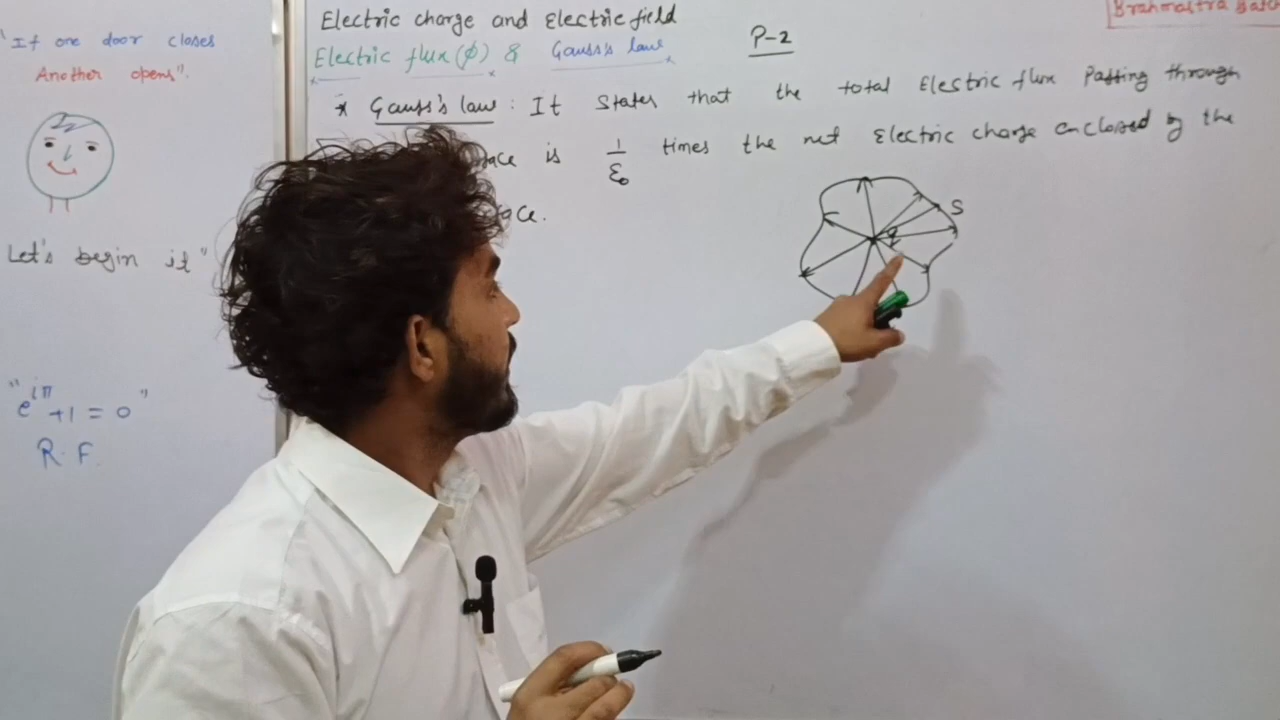 "If one door closes
Another opens".
Let's begin it"
"e^iπ +1 = 0"
R. F.
Electric charge and Electric field
Electric flux (φ) & Gauss's law
P-2
* Gauss's law : It states that the total Electric flux Passing through
is 1/ε₀ times the net Electric charge enclosed by the
S
q
Brahmastra Batch